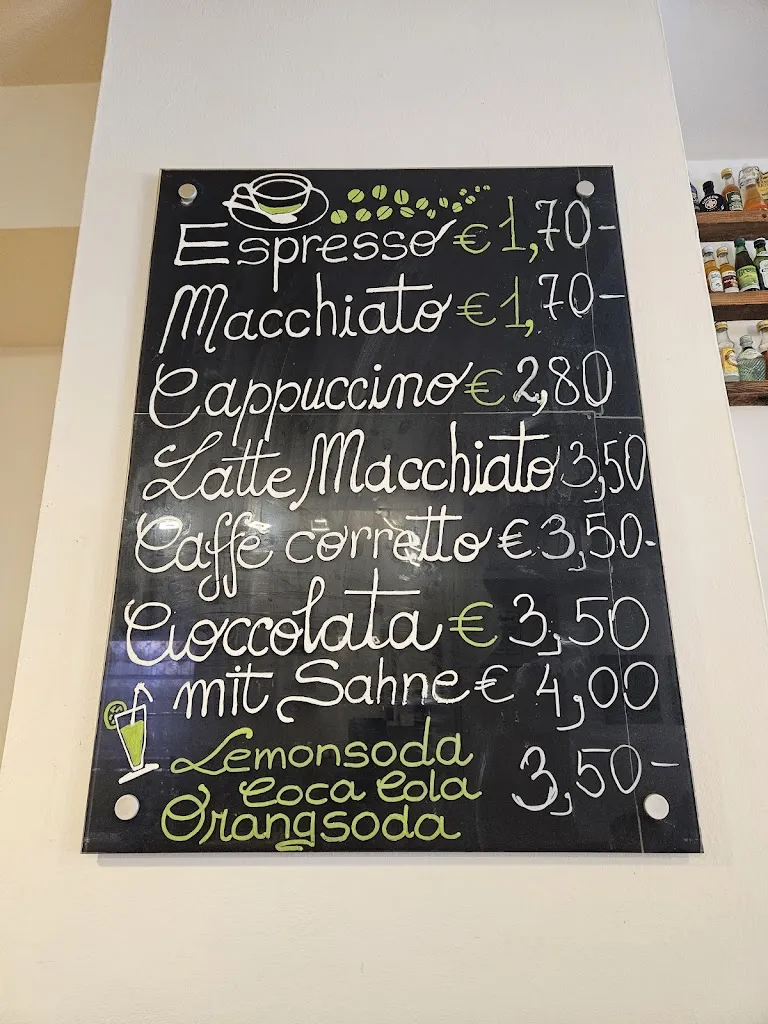 Espresso € 1,70-
Macchiato € 1,70-
Cappuccino € 2,80
Latte Macchiato 3,50
Caffè corretto € 3,50-
Cioccolata € 3,50
mit Sahne € 4,00
Lemonsoda
Coca Cola 3,50-
Orangsoda